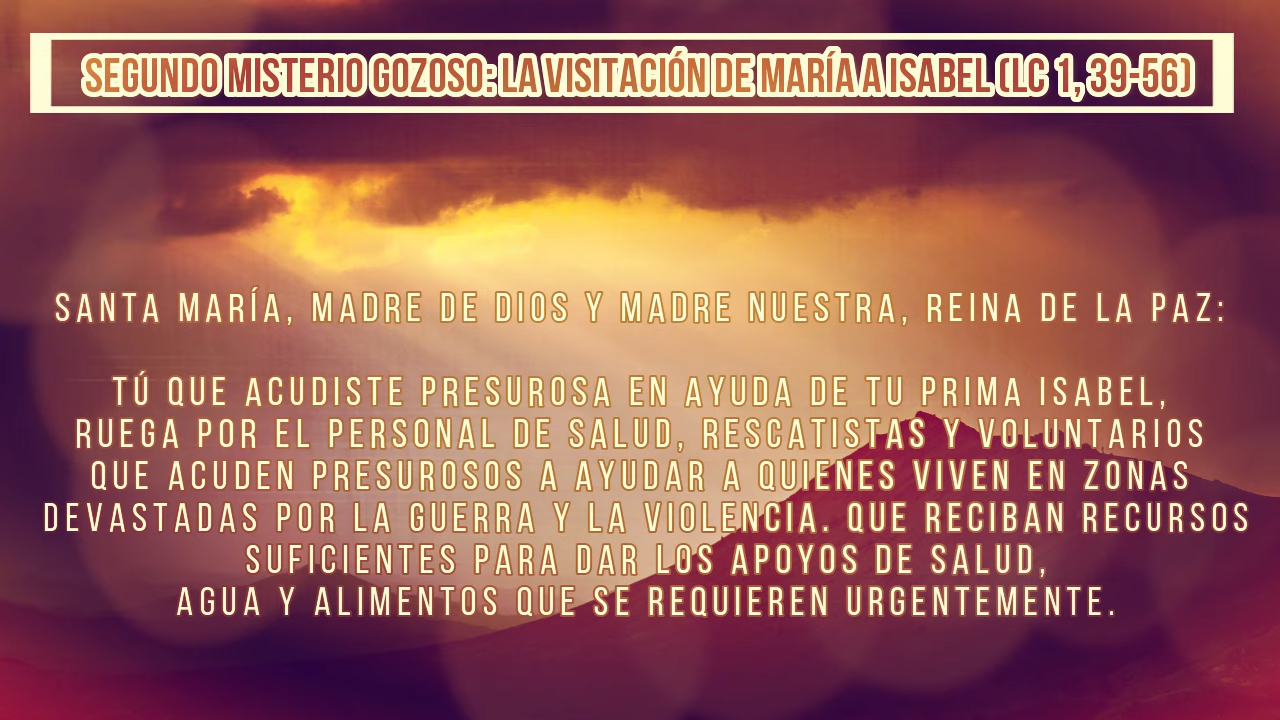 SEGUNDO MISTERIO GOZOSO: LA VISITACIÓN DE MARÍA A ISABEL (LC 1, 39-56)
SANTA MARÍA, MADRE DE DIOS Y MADRE NUESTRA, REINA DE LA PAZ:
TÚ QUE ACUDISTE PRESUROSA EN AYUDA DE TU PRIMA ISABEL,
RUEGA POR EL PERSONAL DE SALUD, RESCATISTAS Y VOLUNTARIOS
QUE ACUDEN PRESUROSOS A AYUDAR A QUIENES VIVEN EN ZONAS
DEVASTADAS POR LA GUERRA Y LA VIOLENCIA. QUE RECIBAN RECURSOS
SUFICIENTES PARA DAR LOS APOYOS DE SALUD,
AGUA Y ALIMENTOS QUE SE REQUIEREN URGENTEMENTE.